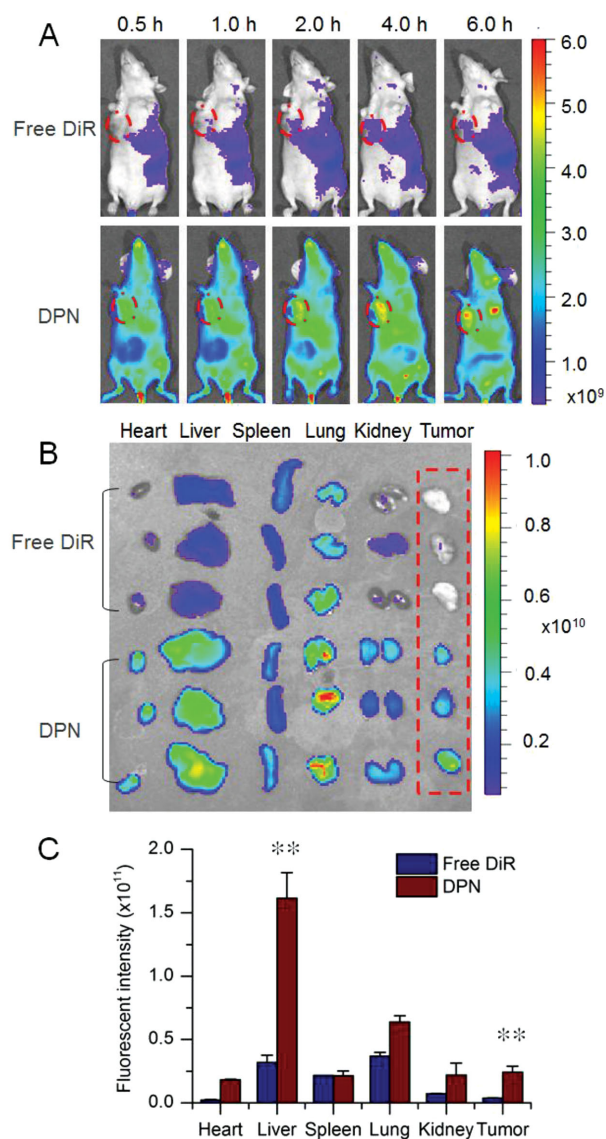 A
0.5 h 1.0 h 2.0 h 4.0 h 6.0 h
Free DiR
DPN
6.0
5.0
4.0
3.0
2.0
1.0
x10⁹
B
Heart Liver Spleen Lung Kidney Tumor
Free DiR
DPN
1.0
0.8
0.6
x10¹⁰
0.4
0.2
C
Fluorescent intensity (x10¹¹)
2.0
1.5
1.0
0.5
0.0
**
**
Free DiR
DPN
Heart Liver Spleen Lung Kidney Tumor